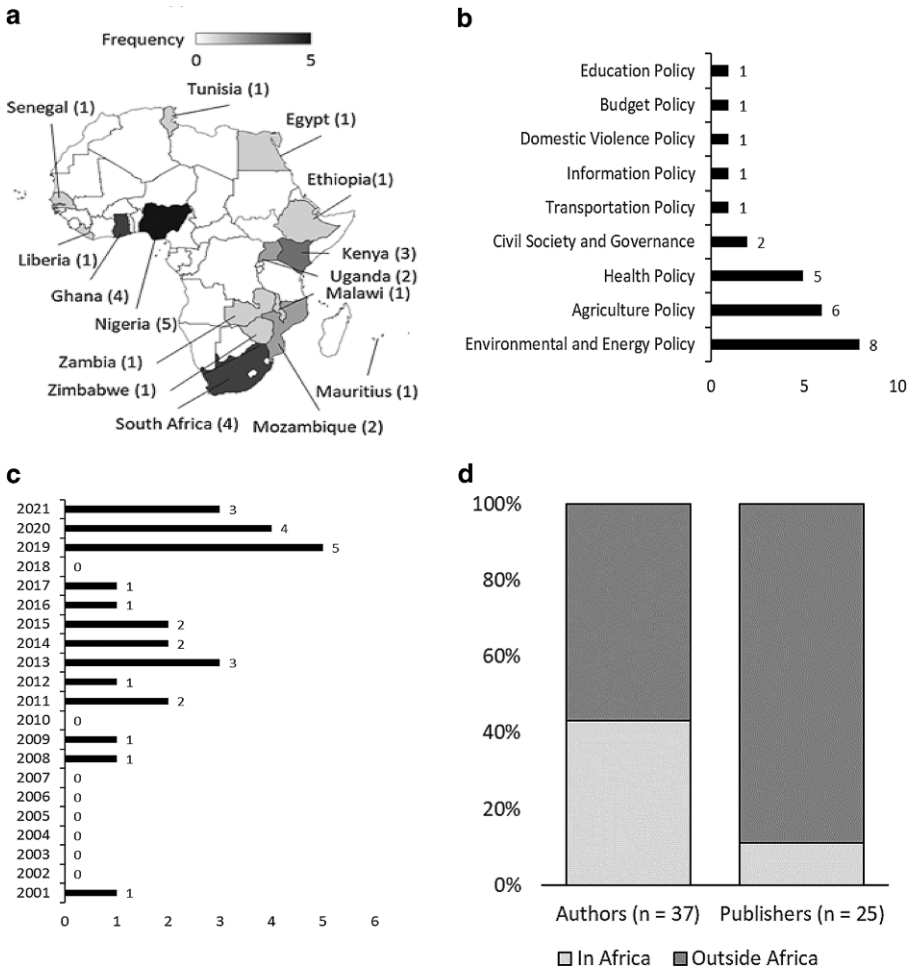 a
Frequency
0
5
Tunisia (1)
Senegal (1)
Egypt (1)
Ethiopia(1)
Liberia (1)
Kenya (3)
Ghana (4)
Uganda (2)
Malawi (1)
Nigeria (5)
Zambia (1)
Zimbabwe (1)
Mauritius (1)
South Africa (4)
Mozambique (2)
b
Education Policy 1
Budget Policy 1
Domestic Violence Policy 1
Information Policy 1
Transportation Policy 1
Civil Society and Governance 2
Health Policy 5
Agriculture Policy 6
Environmental and Energy Policy 8
0 5 10
c
2021 3
2020 4
2019 5
2018 0
2017 1
2016 1
2015 2
2014 2
2013 3
2012 1
2011 2
2010 0
2009 1
2008 1
2007 0
2006 0
2005 0
2004 0
2003 0
2002 0
2001 1
0 1 2 3 4 5 6
d
100%
80%
60%
40%
20%
0%
Authors (n = 37) Publishers (n = 25)
In Africa Outside Africa